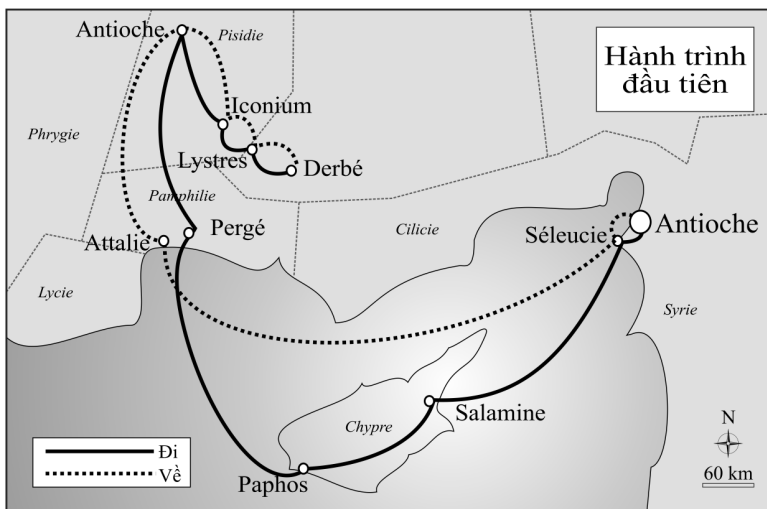 Hành trình
đầu tiên
Antioche
Pisidie
Iconium
Phrygie
Lystres
Derbé
Pamphilie
Pergé
Attalie
Cilicie
Séleucie
Antioche
Lycie
Syrie
Salamine
Chypre
Paphos
Đi
Về
N
60 km